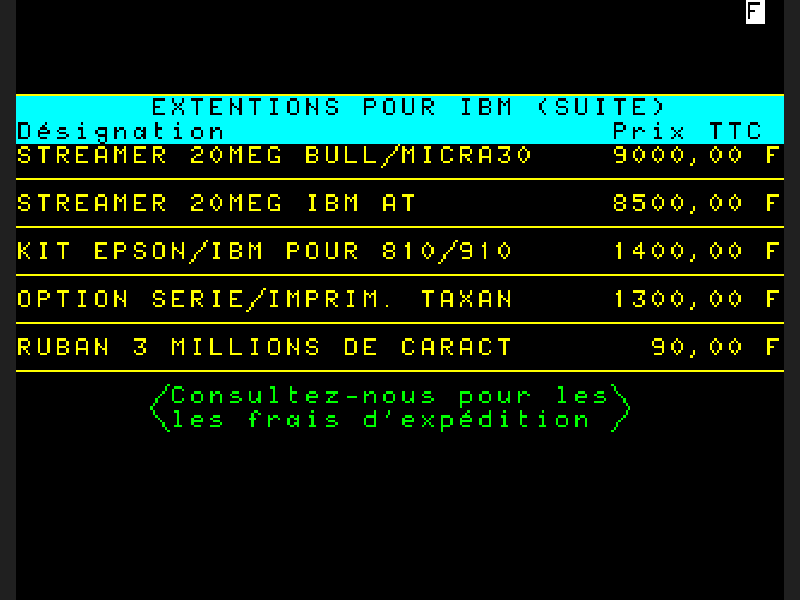 F
EXTENTIONS POUR IBM (SUITE)
Désignation Prix TTC
STREAMER 20MEG BULL/MICRA30 9000,00 F
STREAMER 20MEG IBM AT 8500,00 F
KIT EPSON/IBM POUR 810/910 1400,00 F
OPTION SERIE/IMPRIM. TAXAN 1300,00 F
RUBAN 3 MILLIONS DE CARACT 90,00 F
Consultez-nous pour les
les frais d'expédition